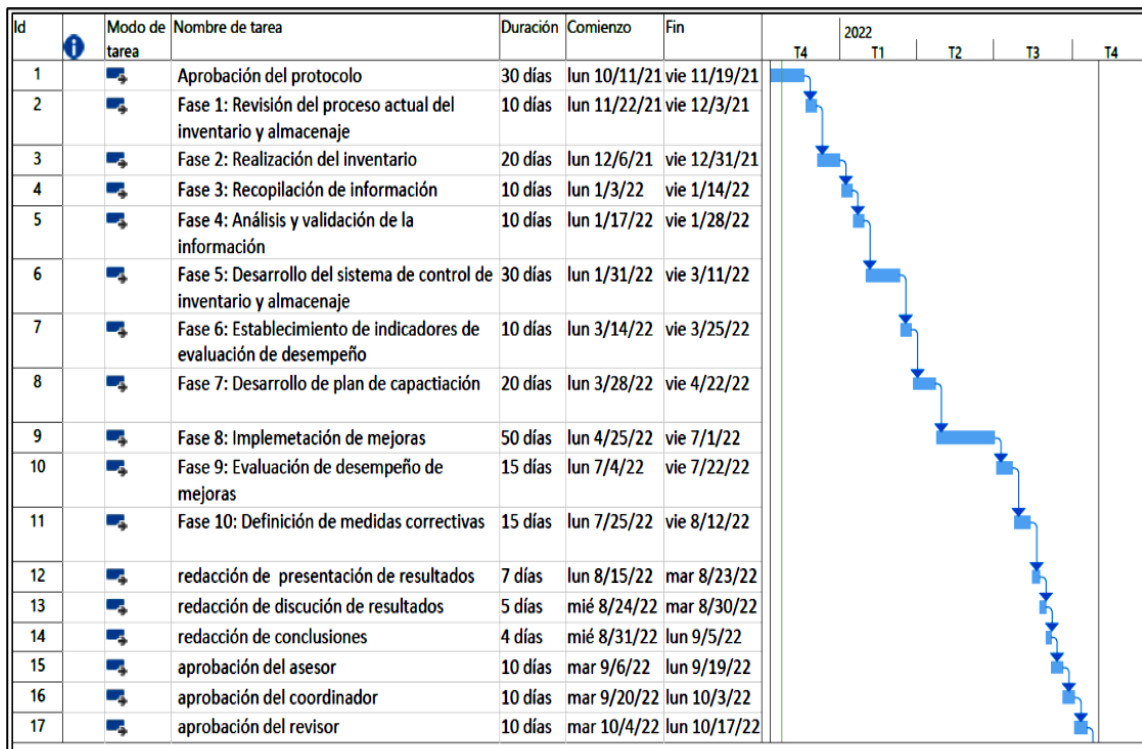 Id Modo de tarea Nombre de tarea Duración Comienzo Fin
2022
T4 T1 T2 T3 T4
1 Aprobación del protocolo 30 días lun 10/11/21 vie 11/19/21
2 Fase 1: Revisión del proceso actual del 10 días lun 11/22/21 vie 12/3/21
inventario y almacenaje
3 Fase 2: Realización del inventario 20 días lun 12/6/21 vie 12/31/21
4 Fase 3: Recopilación de información 10 días lun 1/3/22 vie 1/14/22
5 Fase 4: Análisis y validación de la 10 días lun 1/17/22 vie 1/28/22
información
6 Fase 5: Desarrollo del sistema de control de 30 días lun 1/31/22 vie 3/11/22
inventario y almacenaje
7 Fase 6: Establecimiento de indicadores de 10 días lun 3/14/22 vie 3/25/22
evaluación de desempeño
8 Fase 7: Desarrollo de plan de capactiación 20 días lun 3/28/22 vie 4/22/22
9 Fase 8: Implemetación de mejoras 50 días lun 4/25/22 vie 7/1/22
10 Fase 9: Evaluación de desempeño de 15 días lun 7/4/22 vie 7/22/22
mejoras
11 Fase 10: Definición de medidas correctivas 15 días lun 7/25/22 vie 8/12/22
12 redacción de presentación de resultados 7 días lun 8/15/22 mar 8/23/22
13 redacción de discución de resultados 5 días mié 8/24/22 mar 8/30/22
14 redacción de conclusiones 4 días mié 8/31/22 lun 9/5/22
15 aprobación del asesor 10 días mar 9/6/22 lun 9/19/22
16 aprobación del coordinador 10 días mar 9/20/22 lun 10/3/22
17 aprobación del revisor 10 días mar 10/4/22 lun 10/17/22